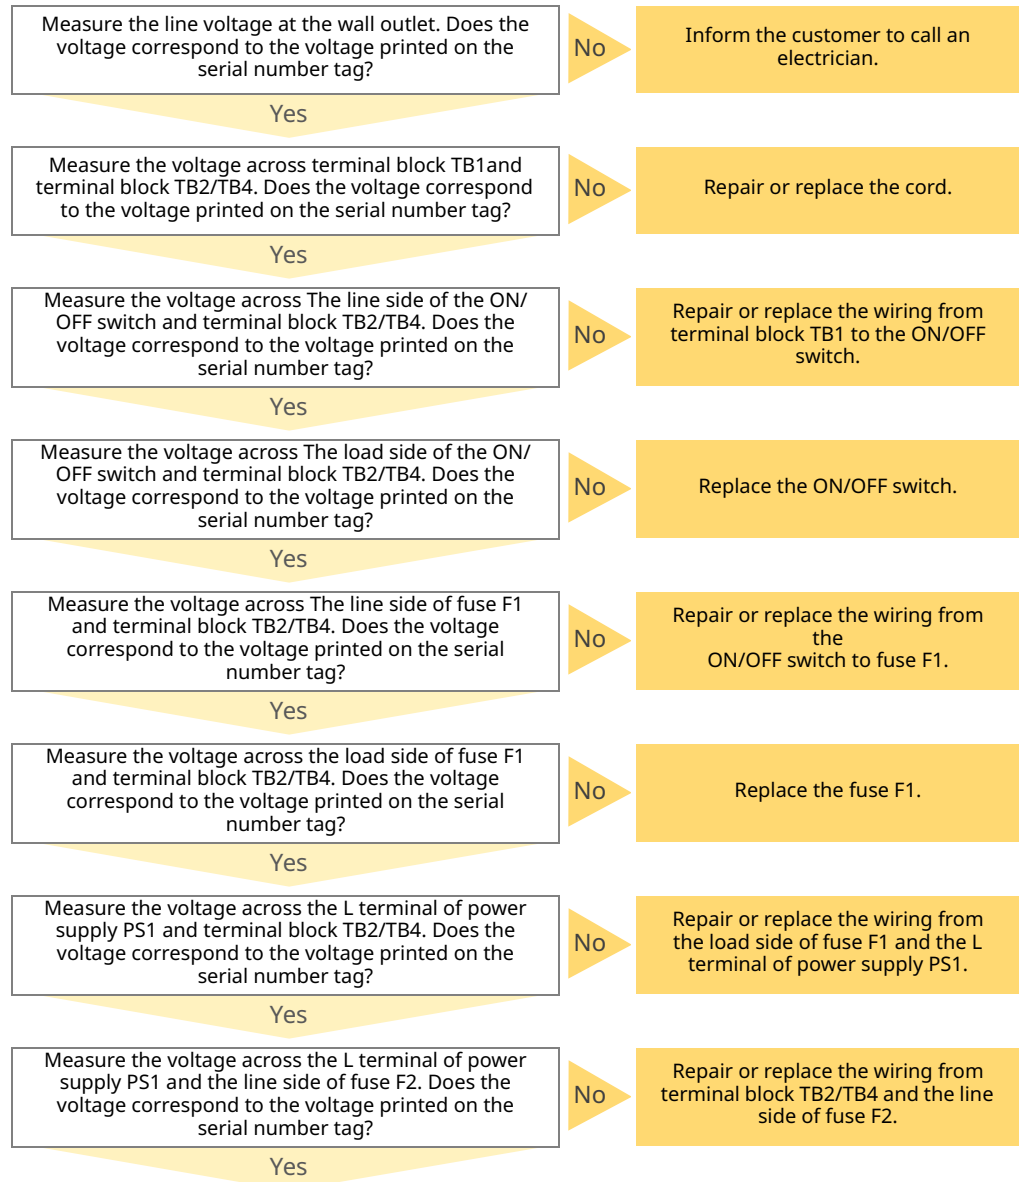 Measure the line voltage at the wall outlet. Does the
voltage correspond to the voltage printed on the
serial number tag?
No
Inform the customer to call an
electrician.
Yes
Measure the voltage across terminal block TB1and
terminal block TB2/TB4. Does the voltage correspond
to the voltage printed on the serial number tag?
No
Repair or replace the cord.
Yes
Measure the voltage across The line side of the ON/
OFF switch and terminal block TB2/TB4. Does the
voltage correspond to the voltage printed on the
serial number tag?
No
Repair or replace the wiring from
terminal block TB1 to the ON/OFF
switch.
Yes
Measure the voltage across The load side of the ON/
OFF switch and terminal block TB2/TB4. Does the
voltage correspond to the voltage printed on the
serial number tag?
No
Replace the ON/OFF switch.
Yes
Measure the voltage across The line side of fuse F1
and terminal block TB2/TB4. Does the voltage
correspond to the voltage printed on the serial
number tag?
No
Repair or replace the wiring from
the
ON/OFF switch to fuse F1.
Yes
Measure the voltage across the load side of fuse F1
and terminal block TB2/TB4. Does the voltage
correspond to the voltage printed on the serial
number tag?
No
Replace the fuse F1.
Yes
Measure the voltage across the L terminal of power
supply PS1 and terminal block TB2/TB4. Does the
voltage correspond to the voltage printed on the
serial number tag?
No
Repair or replace the wiring from
the load side of fuse F1 and the L
terminal of power supply PS1.
Yes
Measure the voltage across the L terminal of power
supply PS1 and the line side of fuse F2. Does the
voltage correspond to the voltage printed on the
serial number tag?
No
Repair or replace the wiring from
terminal block TB2/TB4 and the line
side of fuse F2.
Yes